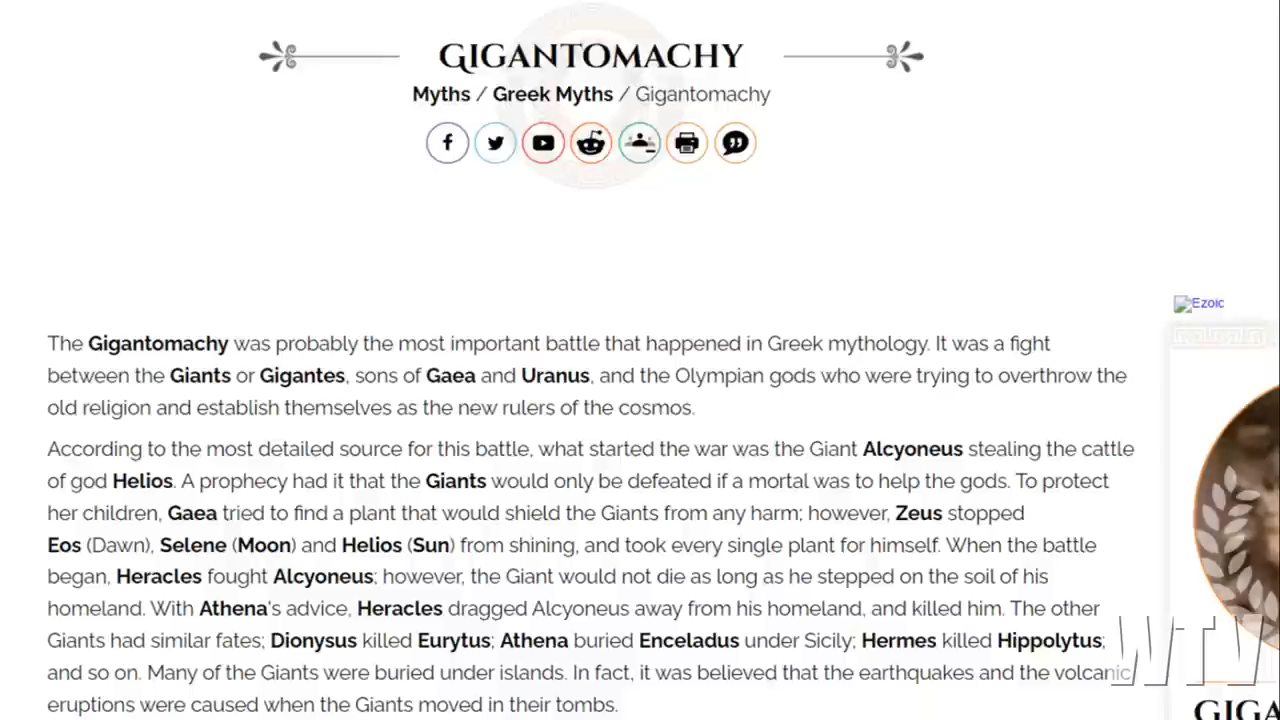 GIGANTOMACHY
Myths / Greek Myths / Gigantomachy
Ezoic
The Gigantomachy was probably the most important battle that happened in Greek mythology. It was a fight
between the Giants or Gigantes, sons of Gaea and Uranus, and the Olympian gods who were trying to overthrow the
old religion and establish themselves as the new rulers of the cosmos.
According to the most detailed source for this battle, what started the war was the Giant Alcyoneus stealing the cattle
of god Helios. A prophecy had it that the Giants would only be defeated if a mortal was to help the gods. To protect
her children, Gaea tried to find a plant that would shield the Giants from any harm; however, Zeus stopped
Eos (Dawn), Selene (Moon) and Helios (Sun) from shining, and took every single plant for himself. When the battle
began, Heracles fought Alcyoneus; however, the Giant would not die as long as he stepped on the soil of his
homeland. With Athena's advice, Heracles dragged Alcyoneus away from his homeland, and killed him. The other
Giants had similar fates; Dionysus killed Eurytus; Athena buried Enceladus under Sicily; Hermes killed Hippolytus;
and so on. Many of the Giants were buried under islands. In fact, it was believed that the earthquakes and the volcanic
eruptions were caused when the Giants moved in their tombs.
WTV
GIGA